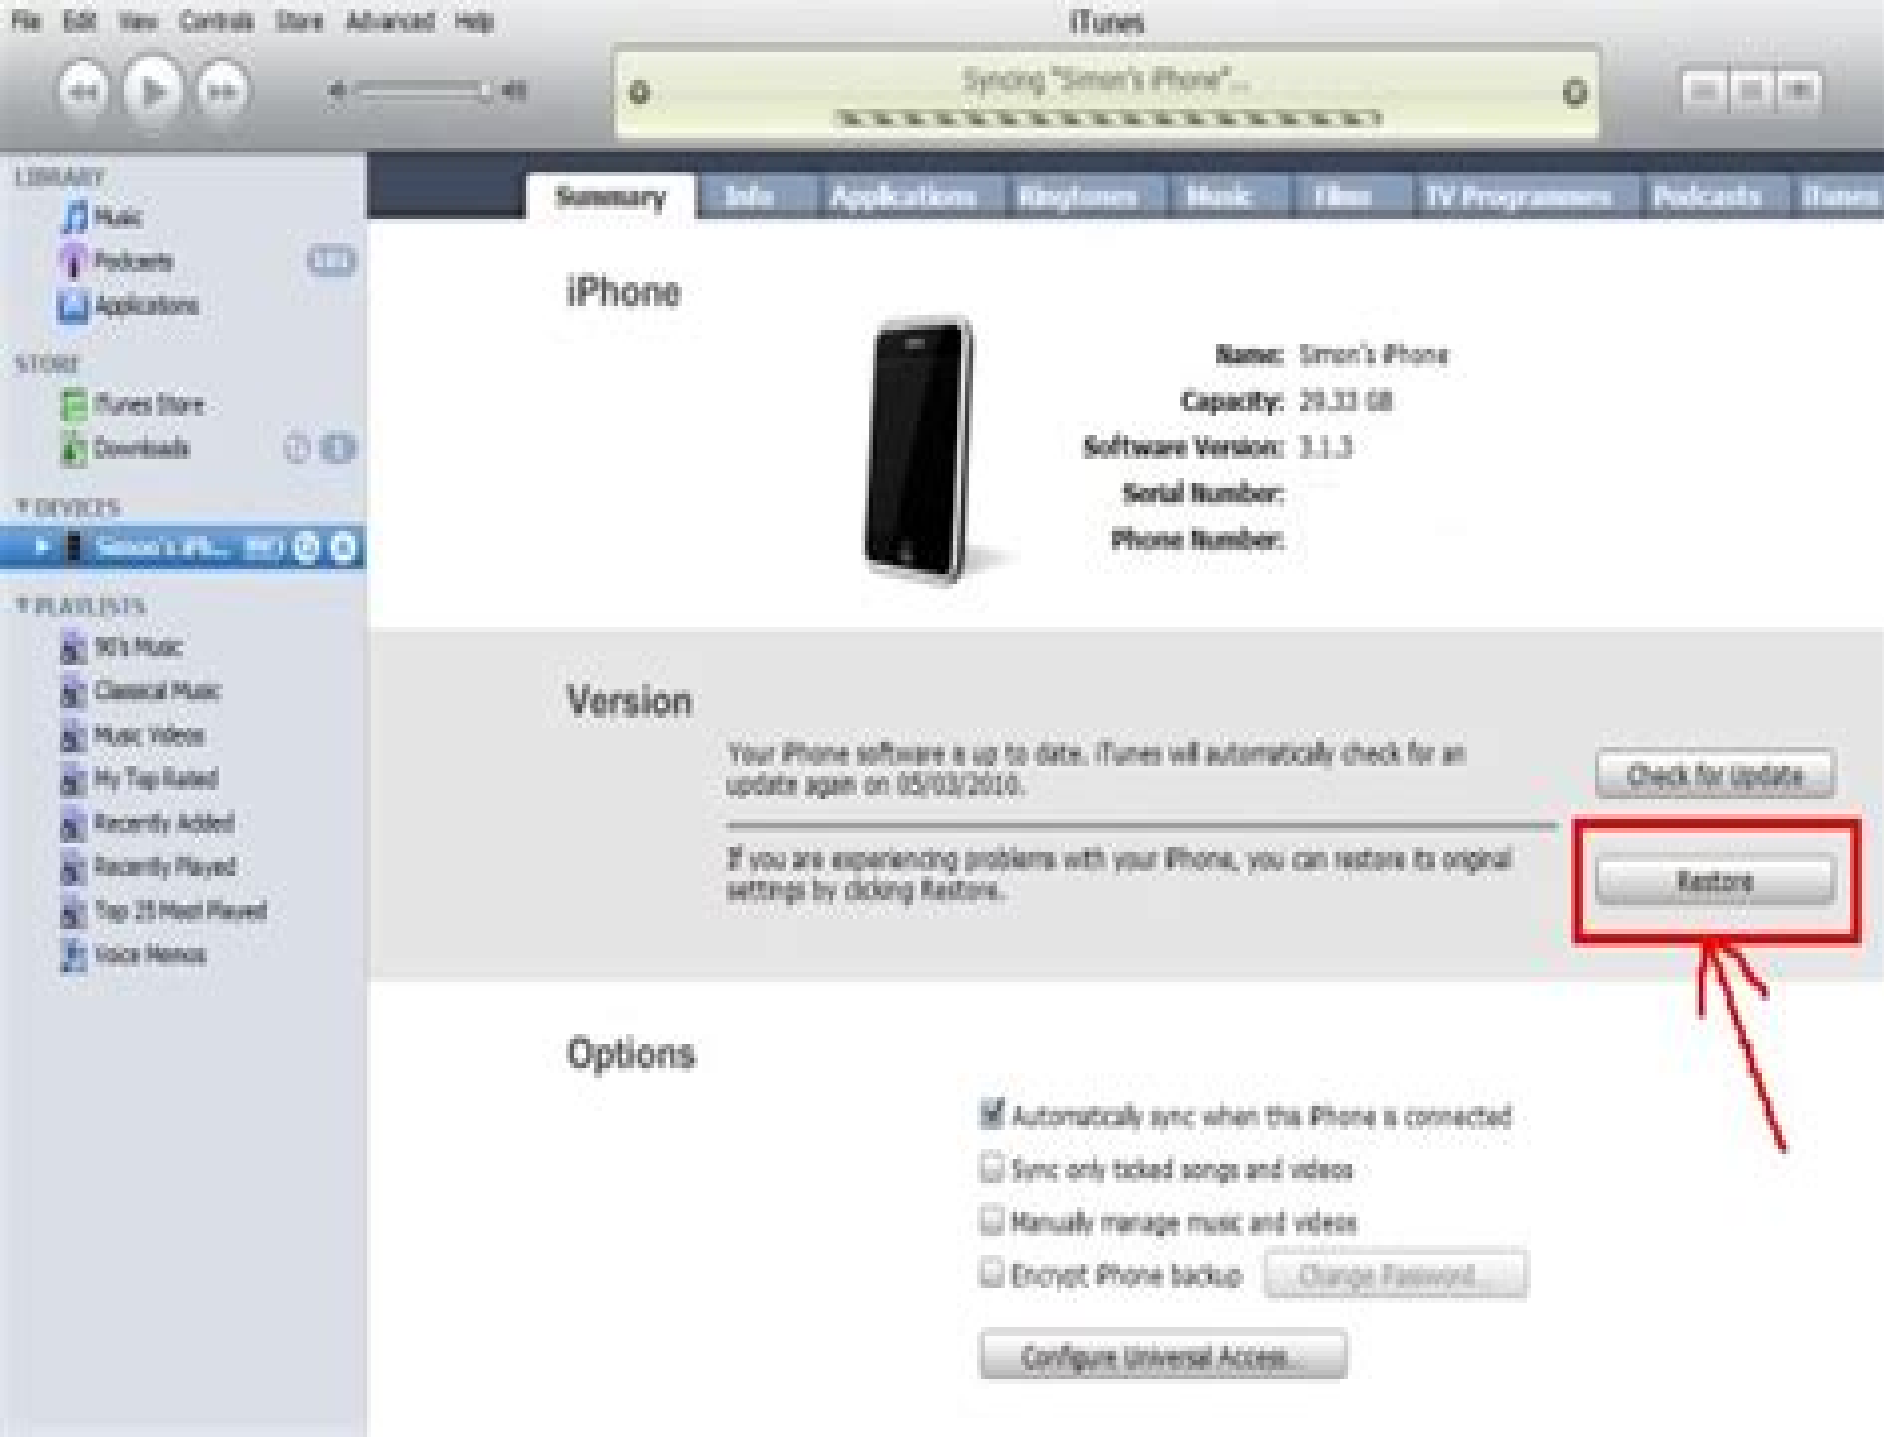 File Edit View Controls Store Advanced Help
iTunes
Syncing "Simon's iPhone"...
LIBRARY
Music
Podcasts
Applications
STORE
iTunes Store
Downloads
DEVICES
Simon's iPh...
PLAYLISTS
90's Music
Classical Music
Music Videos
My Top Rated
Recently Added
Recently Played
Top 25 Most Played
Voice Memos
Summary Info Applications Ringtones Music Films TV Programmes Podcasts iTunes
iPhone
Name: Simon's iPhone
Capacity: 29.33 GB
Software Version: 3.1.3
Serial Number:
Phone Number:
Version
Your iPhone software is up to date. iTunes will automatically check for an
update again on 05/03/2010.
Check for Update
If you are experiencing problems with your iPhone, you can restore its original
settings by clicking Restore.
Restore
Options
Automatically sync when this iPhone is connected
Sync only ticked songs and videos
Manually manage music and videos
Encrypt iPhone backup Change Password...
Configure Universal Access...